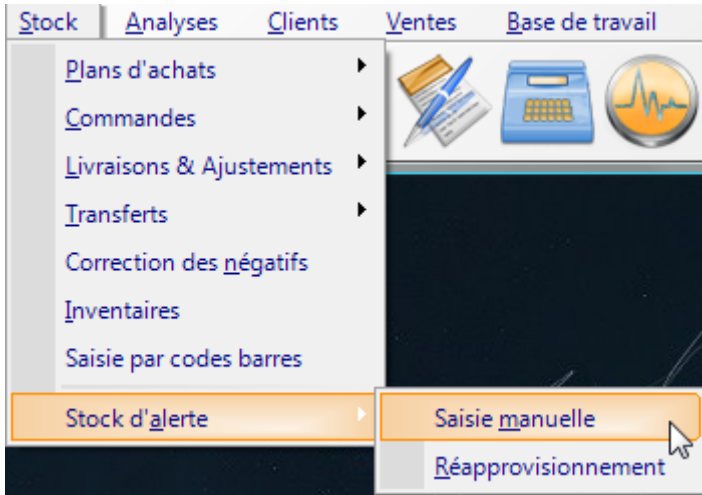 Stock Analyses Clients Ventes Base de travail
Plans d'achats
Commandes
Livraisons & Ajustements
Transferts
Correction des négatifs
Inventaires
Saisie par codes barres
Stock d'alerte
Saisie manuelle
Réapprovisionnement